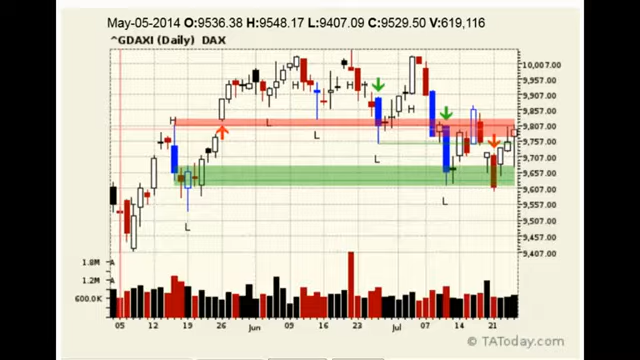 May-05-2014 O:9536.38 H:9548.17 L:9407.09 C:9529.50 V:619,116
^GDAXI (Daily) DAX
10,007.00
9,957.00
9,907.00
9,857.00
9,807.00
9,757.00
9,707.00
9,657.00
9,607.00
9,557.00
9,507.00
9,457.00
9,407.00
H
H
H
H
L
L
L
L
L
1.8M
1.2M
600.0K
05 12 19 26 Jun 09 16 23 Jul 07 14 21
© TAToday.com